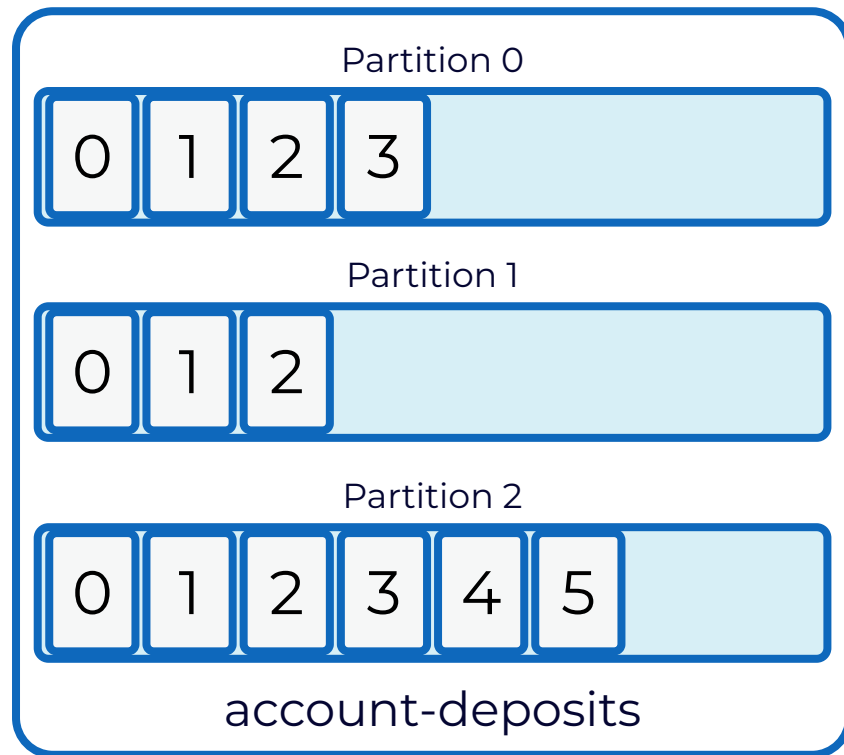 Partition 0
0 1 2 3
Partition 1
0 1 2
Partition 2
0 1 2 3 4 5
account-deposits